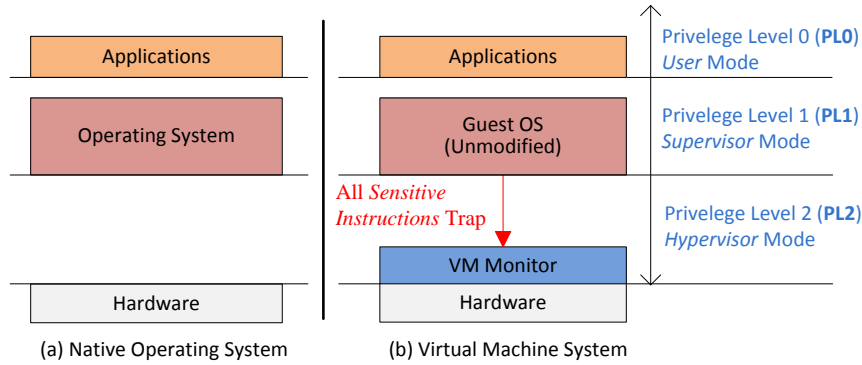 Applications
Operating System
Hardware
(a) Native Operating System
Applications
Guest OS
(Unmodified)
All Sensitive
Instructions Trap
VM Monitor
Hardware
(b) Virtual Machine System
Privelege Level 0 (PL0)
User Mode
Privelege Level 1 (PL1)
Supervisor Mode
Privelege Level 2 (PL2)
Hypervisor Mode